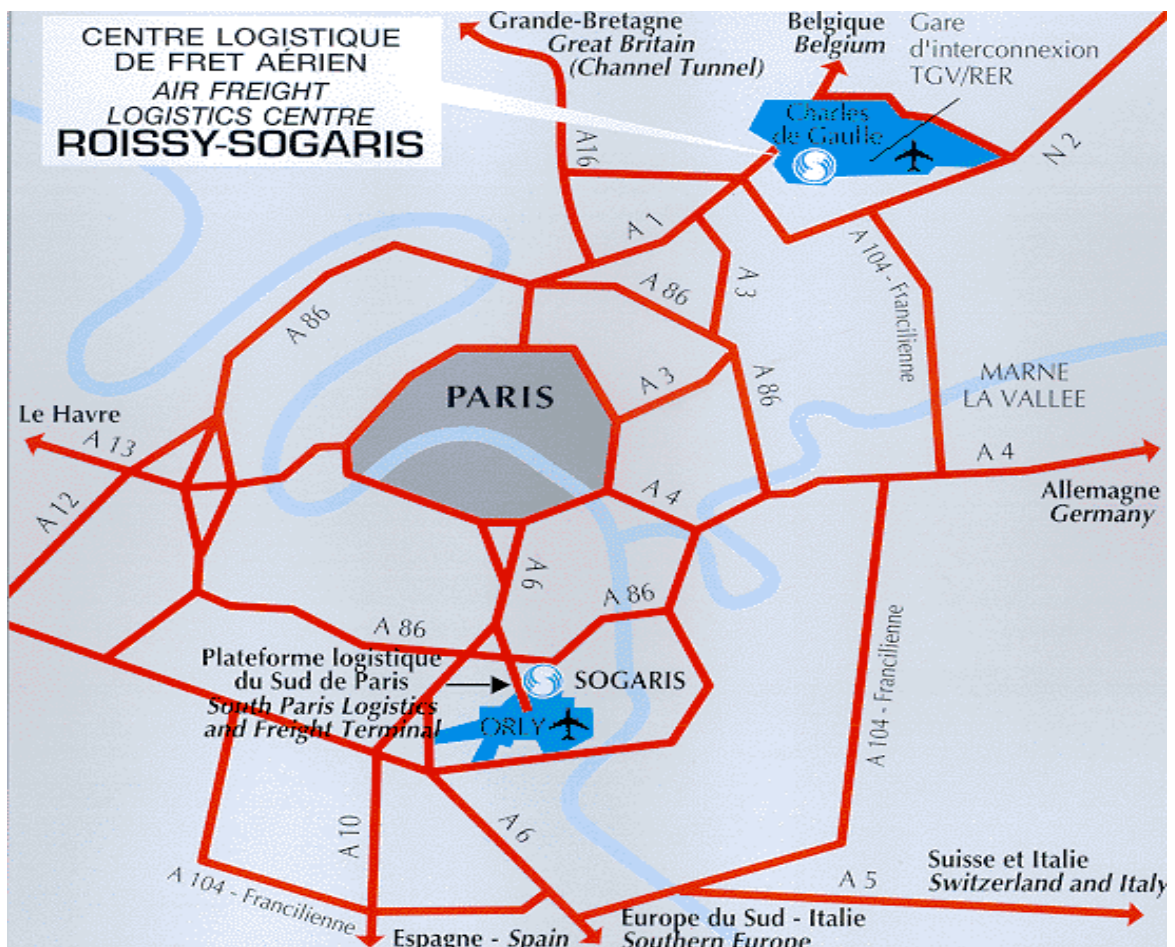 CENTRE LOGISTIQUE
DE FRET AÉRIEN
AIR FREIGHT
LOGISTICS CENTRE
ROISSY-SOGARIS
Grande-Bretagne
Great Britain
(Channel Tunnel)
Belgique
Belgium
Gare
d'interconnexion
TGV/RER
Charles
de Gaulle
A16
N 2
A 1
A 3
A 86
A 104 - Francilienne
A 86
A 3
A 86
PARIS
MARNE
LA VALLEE
Le Havre
A 13
A 12
A 4
A 4
Allemagne
Germany
A 6
A 86
A 86
Plateforme logistique
du Sud de Paris
South Paris Logistics
and Freight Terminal
SOGARIS
ORLY
A 104 - Francilienne
A 10
A 6
A 104 - Francilienne
A 5
Suisse et Italie
Switzerland and Italy
Espagne - Spain
Europe du Sud - Italie
Southern Europe